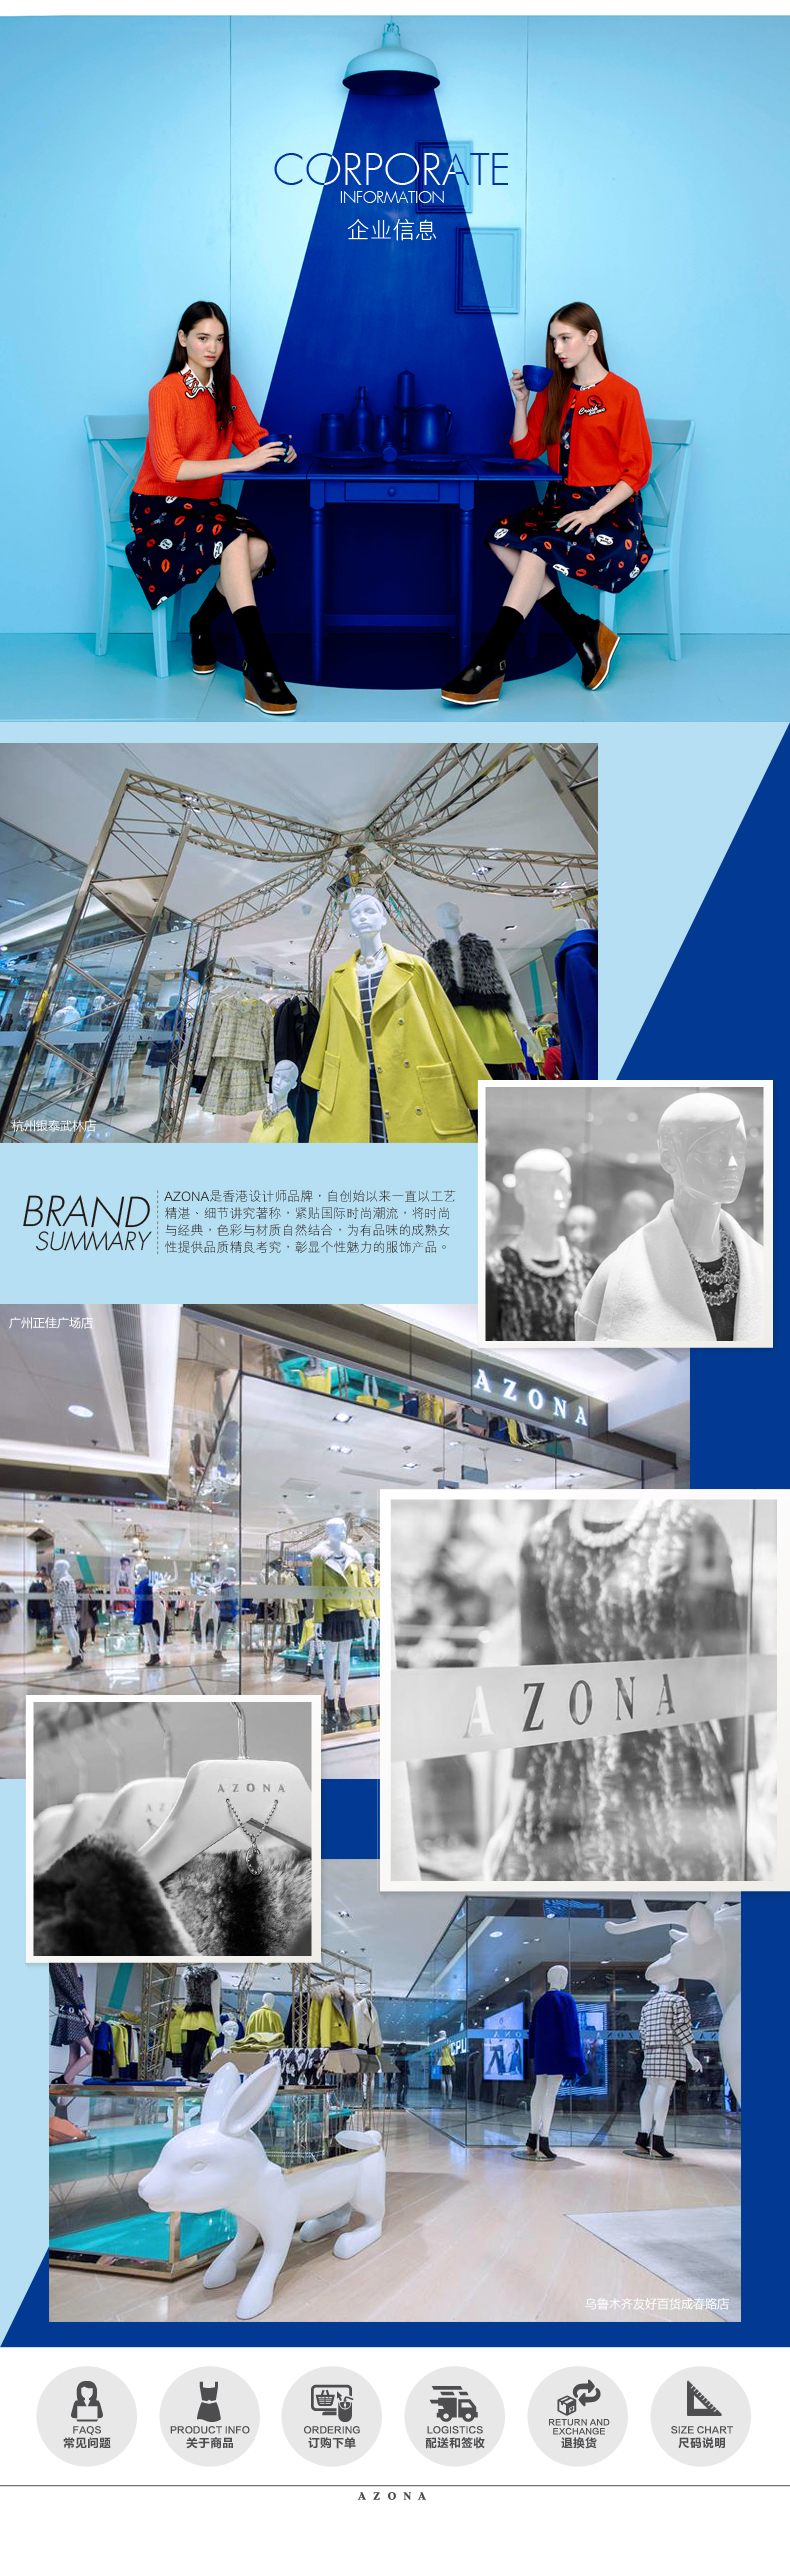 CORPORATE
INFORMATION
企业信息
杭州银泰武林店
BRAND
SUMMARY
AZONA是香港设计师品牌，自创始以来一直以工艺
精湛、细节讲究著称，紧贴国际时尚潮流，将时尚
与经典，色彩与材质自然结合，为有品味的成熟女
性提供品质精良考究，彰显个性魅力的服饰产品。
广州正佳广场店
AZONA
AZONA
AZONA
乌鲁木齐友好百货成春路店
FAQS
常见问题
PRODUCT INFO
关于商品
ORDERING
订购下单
LOGISTICS
配送和签收
RETURN AND
EXCHANGE
退换货
SIZE CHART
尺码说明
AZONA